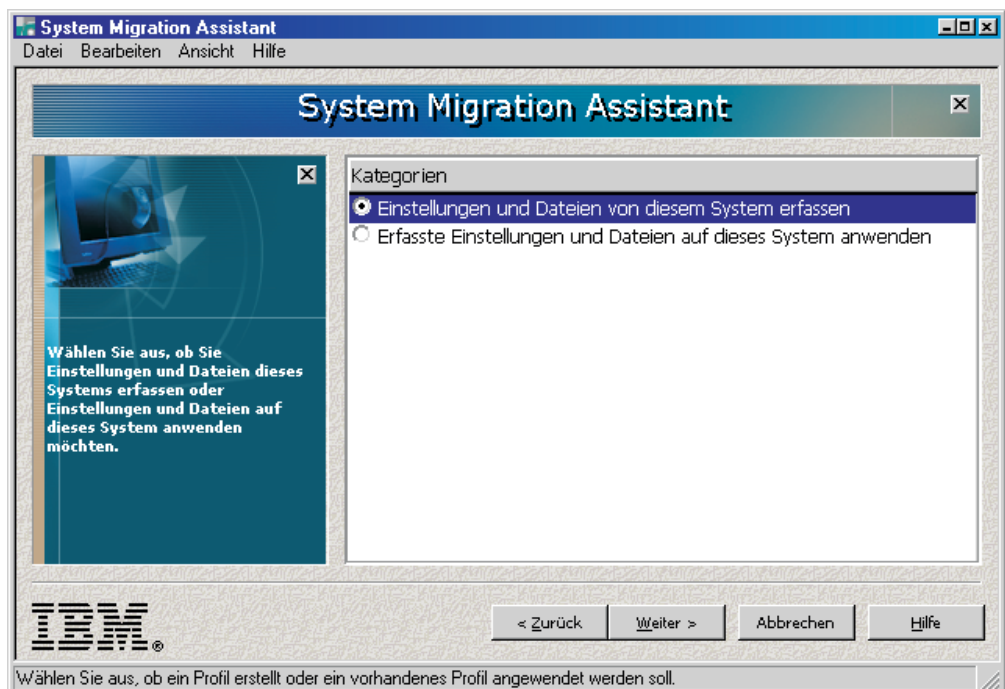 System Migration Assistant
Datei Bearbeiten Ansicht Hilfe
System Migration Assistant
Wählen Sie aus, ob Sie
Einstellungen und Dateien dieses
Systems erfassen oder
Einstellungen und Dateien auf
dieses System anwenden
möchten.
Kategorien
Einstellungen und Dateien von diesem System erfassen
Erfasste Einstellungen und Dateien auf dieses System anwenden
IBM®
< Zurück Weiter > Abbrechen Hilfe
Wählen Sie aus, ob ein Profil erstellt oder ein vorhandenes Profil angewendet werden soll.